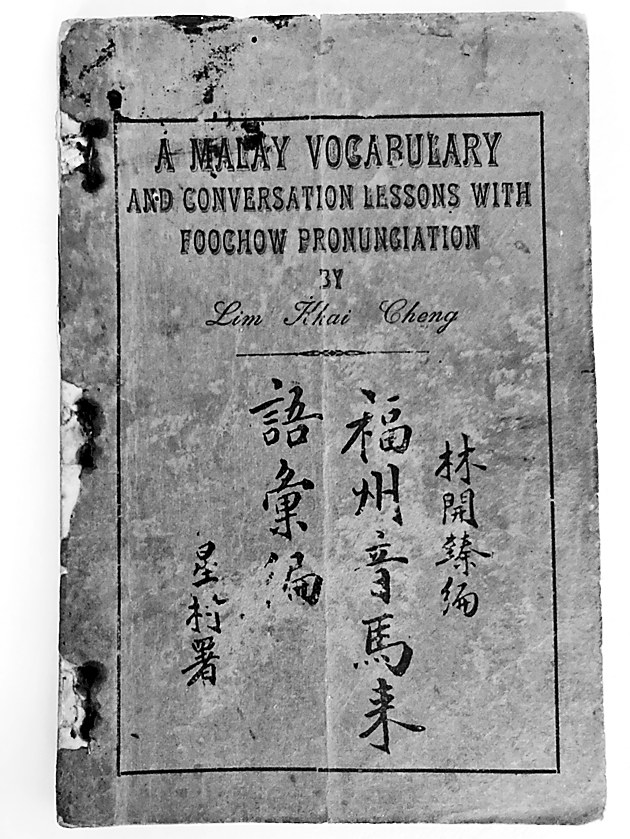 A MALAY VOCABULARY
AND CONVERSATION LESSONS WITH
FOOCHOW PRONUNCIATION
BY
Lim Khai Cheng
林開臻編
福州音馬来
語彙編
星村署